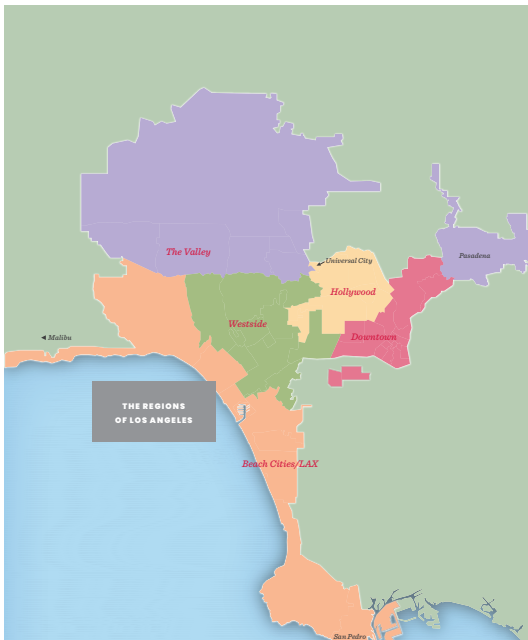 The Valley
Universal City
Pasadena
Hollywood
Westside
Malibu
Downtown
THE REGIONS
OF LOS ANGELES
Beach Cities/LAX
San Pedro